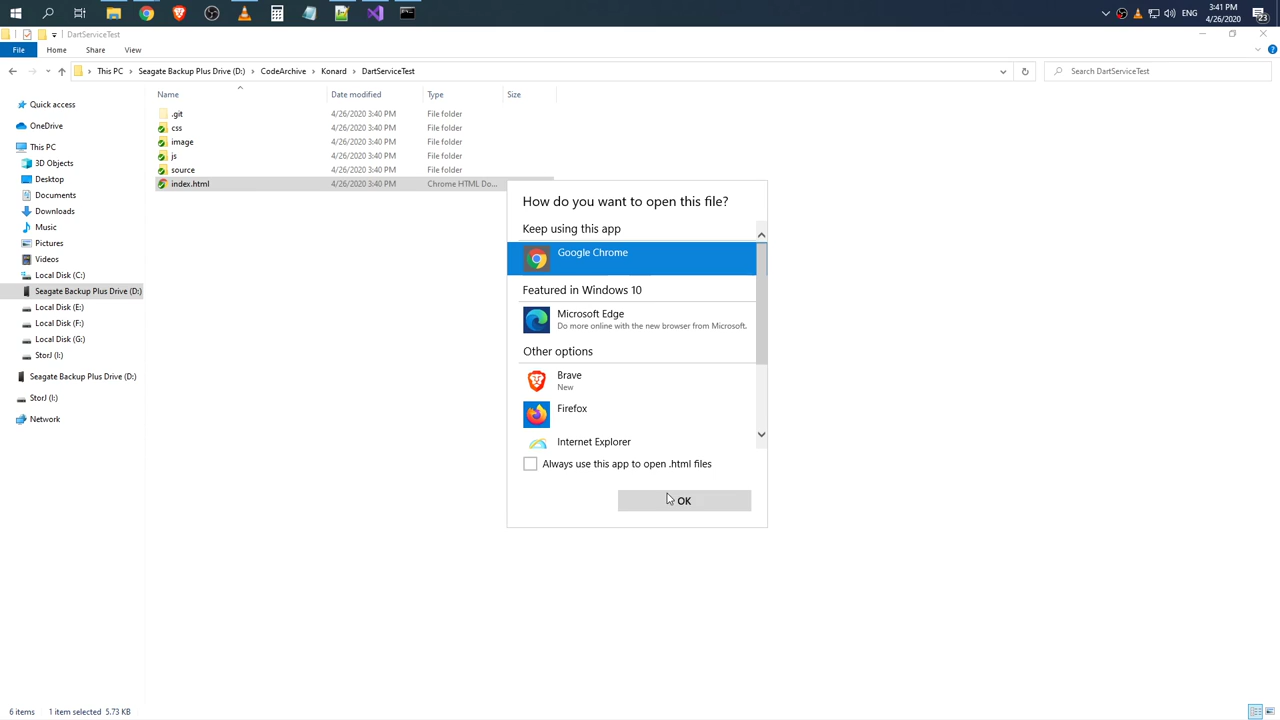 3:41 PM
ENG
4/26/2020
23
DartServiceTest
File Home Share View
This PC Seagate Backup Plus Drive (D:) CodeArchive Konard DartServiceTest
Search DartServiceTest
Name Date modified Type Size
Quick access
OneDrive
This PC
3D Objects
Desktop
Documents
Downloads
Music
Pictures
Videos
Local Disk (C:)
Seagate Backup Plus Drive (D:)
Local Disk (E:)
Local Disk (F:)
Local Disk (G:)
StorJ (I:)
Seagate Backup Plus Drive (D:)
StorJ (I:)
Network
.git 4/26/2020 3:40 PM File folder
css 4/26/2020 3:40 PM File folder
image 4/26/2020 3:40 PM File folder
js 4/26/2020 3:40 PM File folder
source 4/26/2020 3:40 PM File folder
index.html 4/26/2020 3:40 PM Chrome HTML Do...
How do you want to open this file?
Keep using this app
Google Chrome
Featured in Windows 10
Microsoft Edge
Do more online with the new browser from Microsoft.
Other options
Brave
New
Firefox
Internet Explorer
Always use this app to open .html files
OK
6 items 1 item selected 5.73 KB